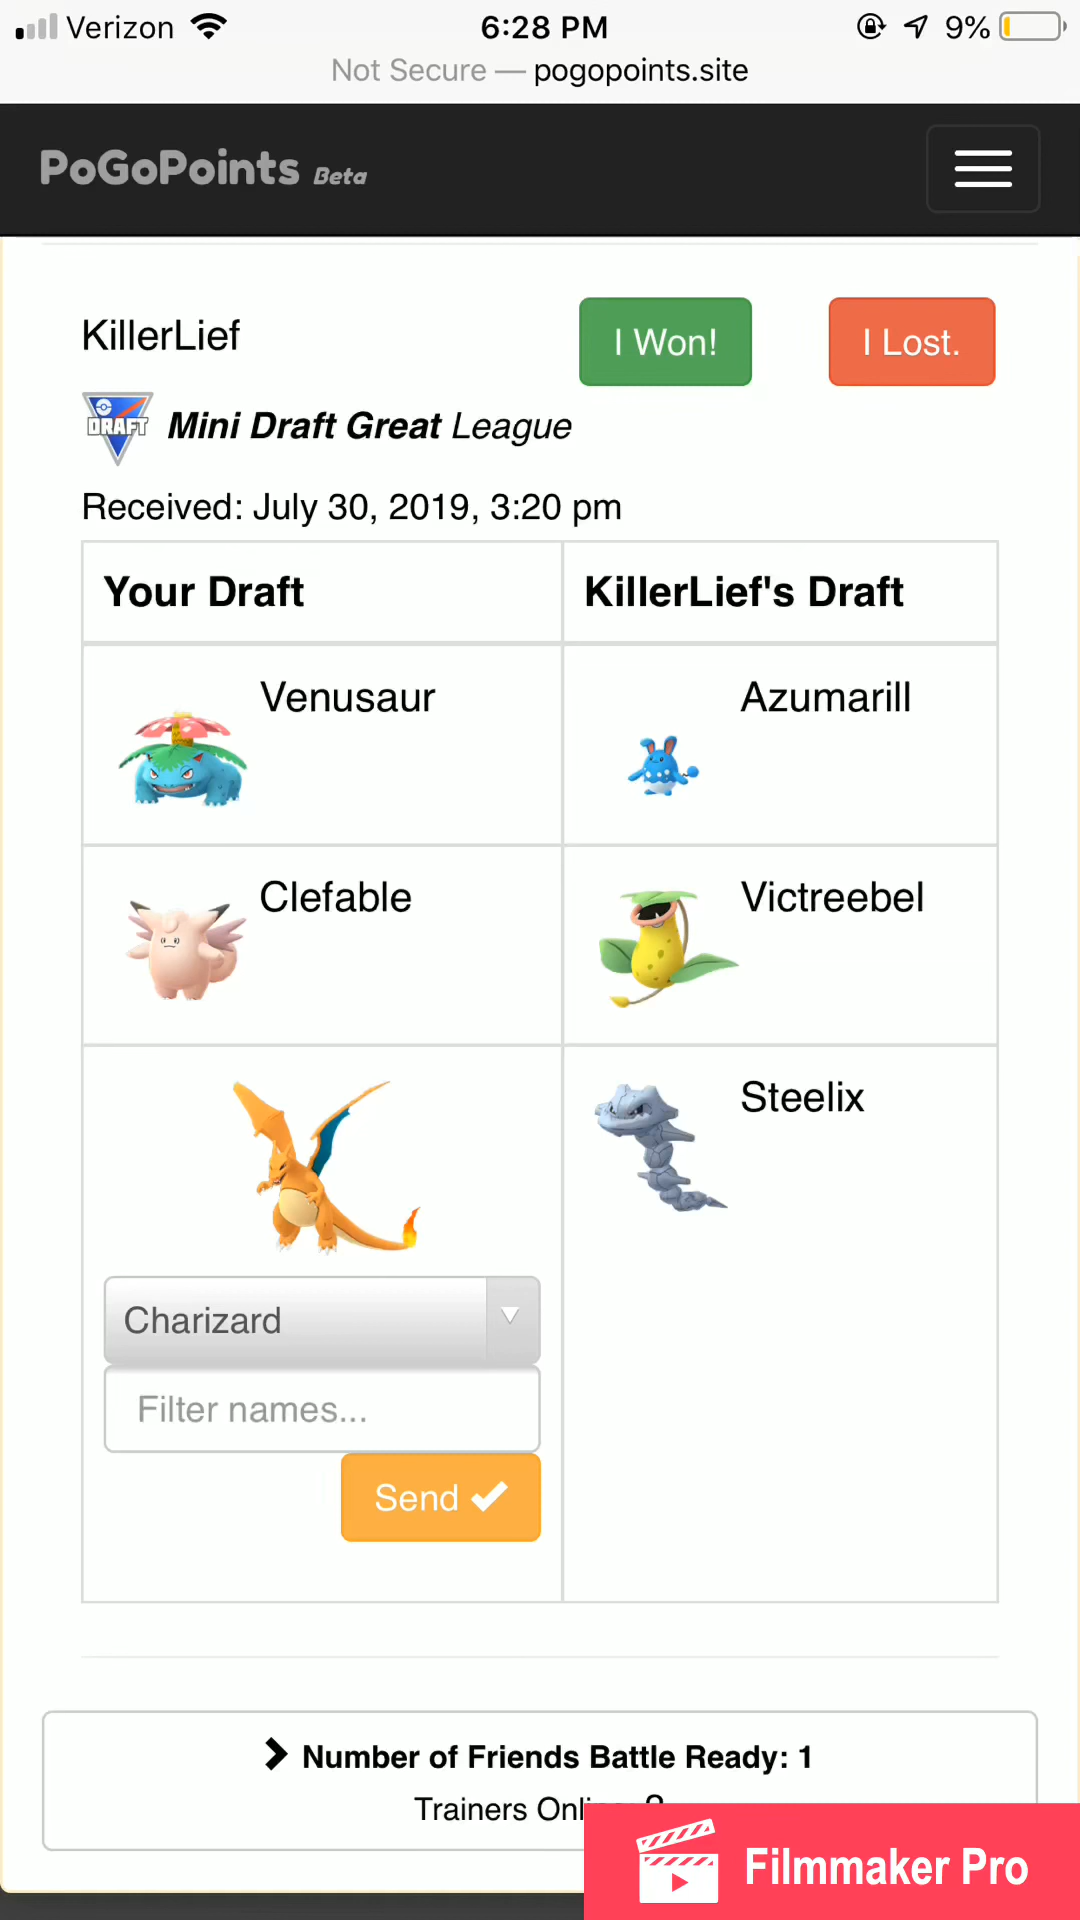 Verizon 6:28 PM 9%
Not Secure — pogopoints.site
PoGoPoints Beta
KillerLief I Won! I Lost.
DRAFT Mini Draft Great League
Received: July 30, 2019, 3:20 pm
Your Draft KillerLief's Draft
Venusaur Azumarill
Clefable Victreebel
Steelix
Charizard
Filter names...
Send
Number of Friends Battle Ready: 1
Trainers
Filmmaker Pro